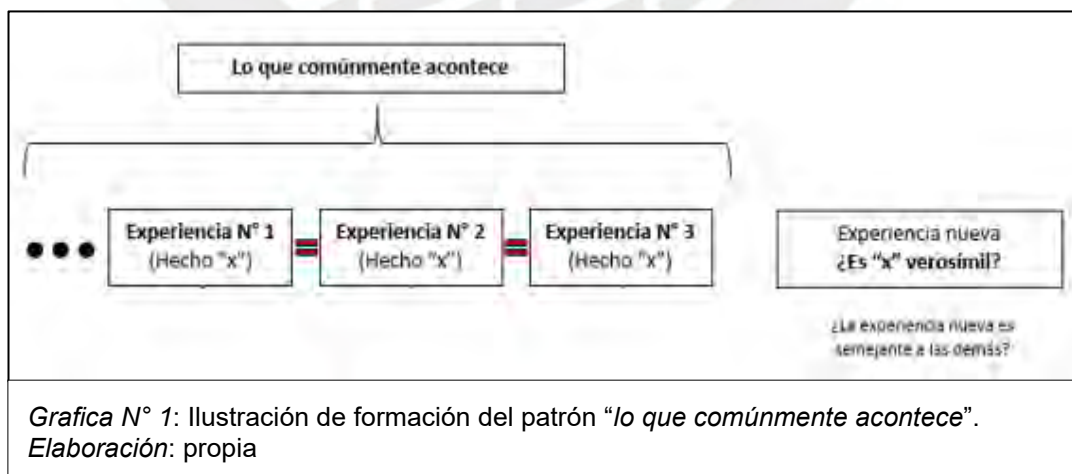 Lo que comúnmente acontece
Experiencia N° 1
(Hecho "x")
Experiencia N° 2
(Hecho "x")
Experiencia N° 3
(Hecho "x")
Experiencia nueva
¿Es "x" verosímil?
¿La experiencia nueva es
semejante a las demás?
Grafica N° 1: Ilustración de formación del patrón “lo que comúnmente acontece”.
Elaboración: propia